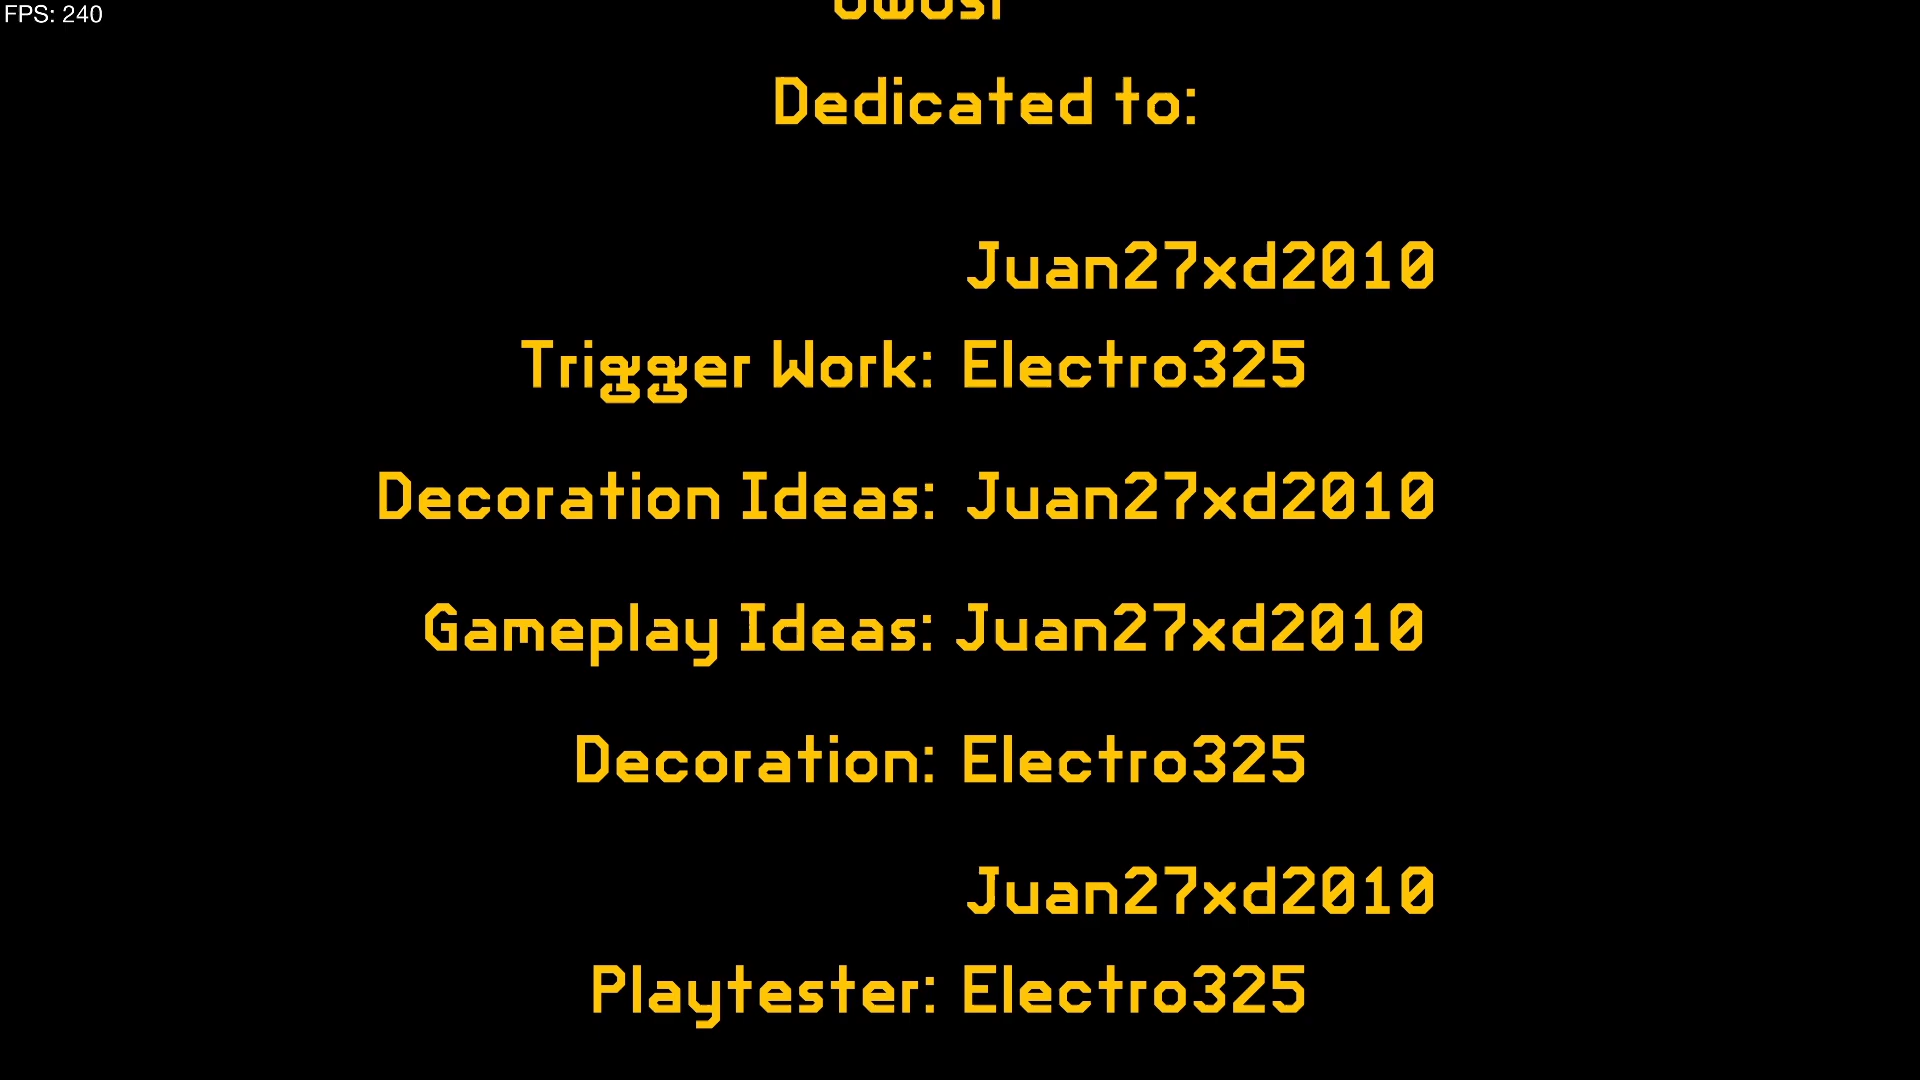 FPS: 240
Dedicated to:
Juan27xd2010
Trigger Work: Electro325
Decoration Ideas: Juan27xd2010
Gameplay Ideas: Juan27xd2010
Decoration: Electro325
Juan27xd2010
Playtester: Electro325